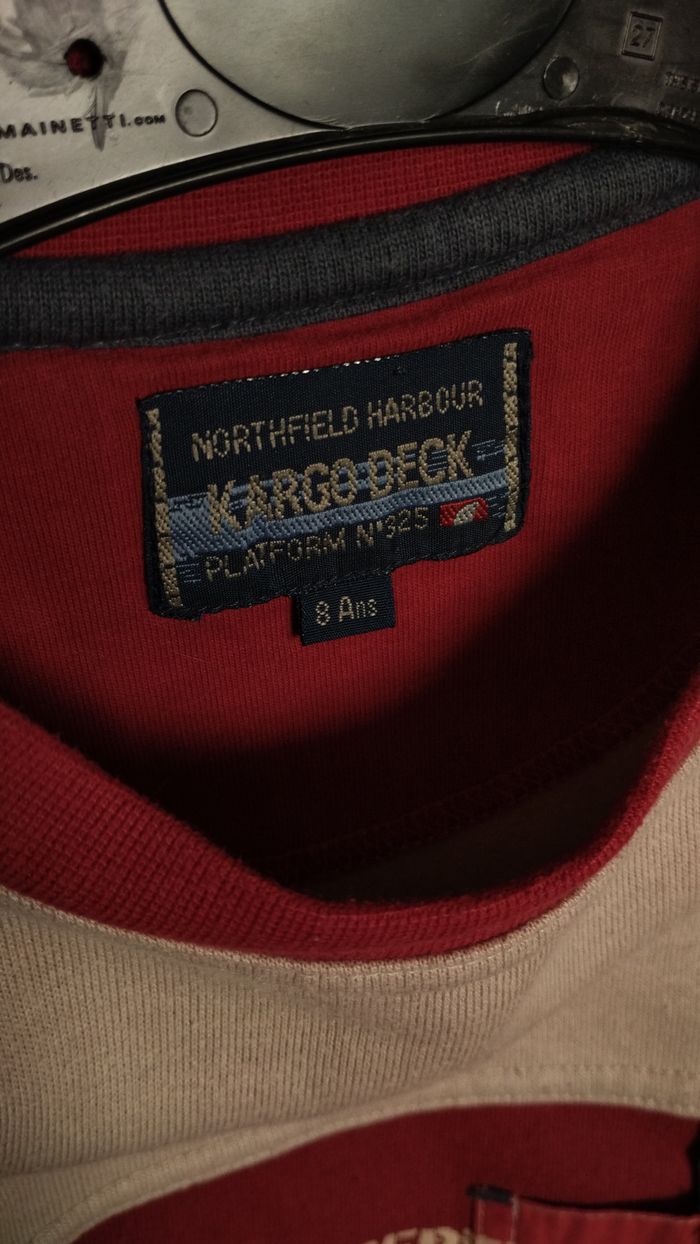 27
MAINETTI.COM
Des.
NORTHFIELD HARBOUR
KARGO DECK
PLATFORM N°325
8 Ans